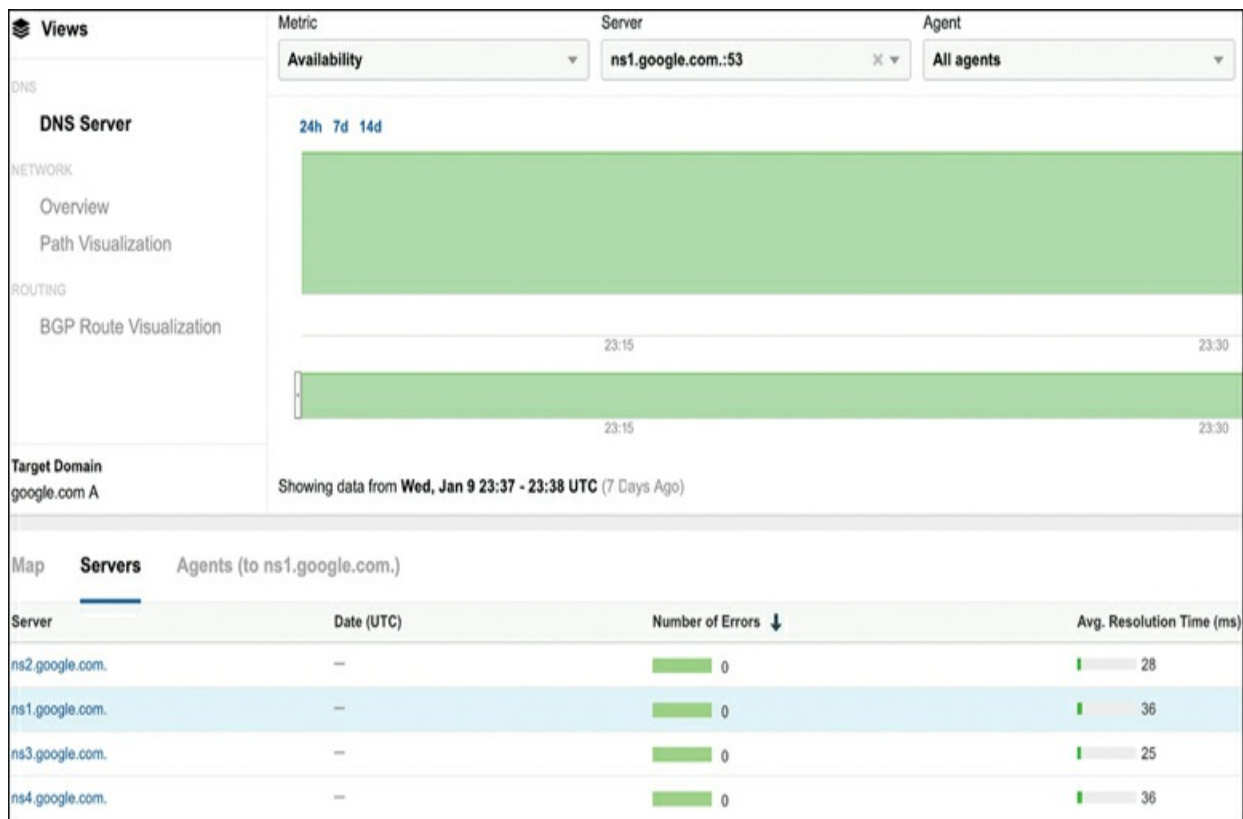 Views
DNS
DNS Server
NETWORK
Overview
Path Visualization
ROUTING
BGP Route Visualization
Target Domain
google.com A
Metric
Availability
Server
ns1.google.com.:53
Agent
All agents
24h 7d 14d
23:15 23:30
23:15 23:30
Showing data from Wed, Jan 9 23:37 - 23:38 UTC (7 Days Ago)
Map Servers Agents (to ns1.google.com.)
Server Date (UTC) Number of Errors Avg. Resolution Time (ms)
ns2.google.com. — 0 28
ns1.google.com. — 0 36
ns3.google.com. — 0 25
ns4.google.com. — 0 36